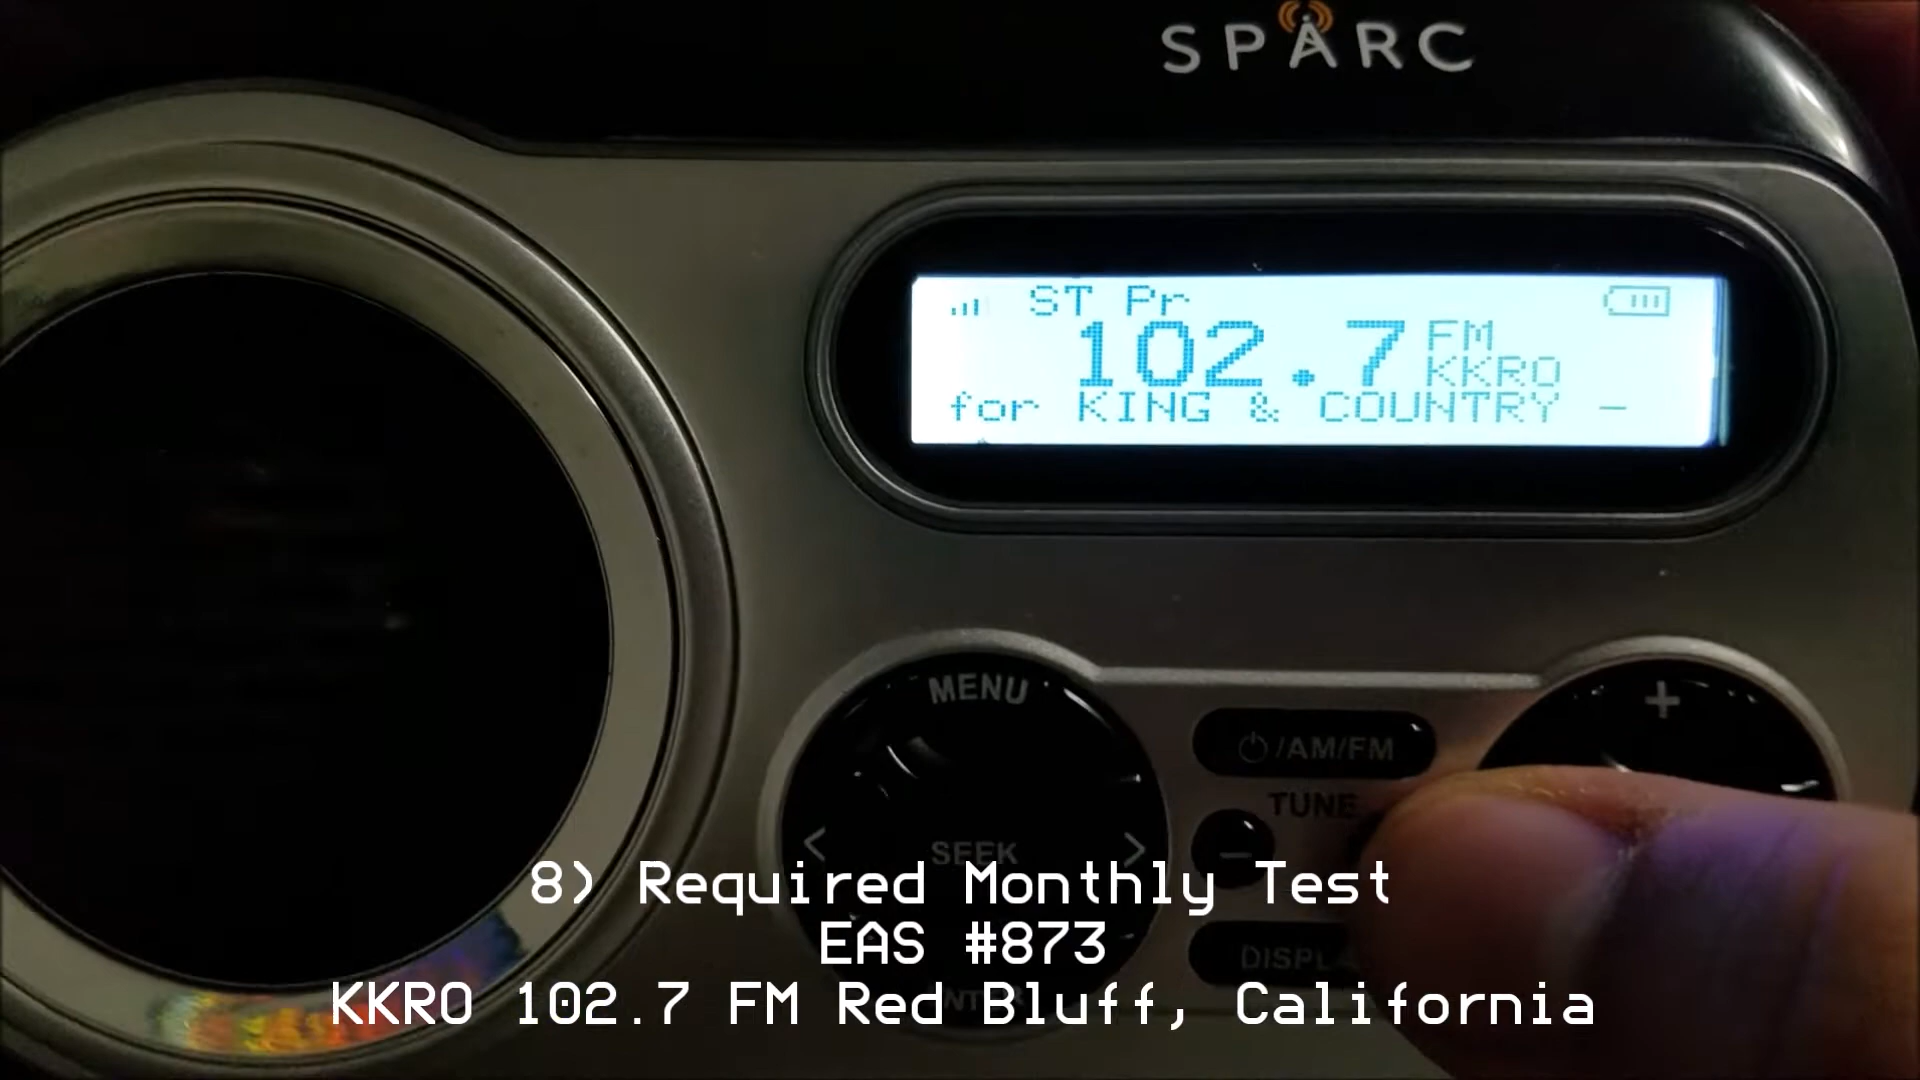 SPARC
ST Pr
102.7 FM
KKRO
for KING & COUNTRY -
MENU
/AM/FM
+
TUNE
< SEEK >
-
8) Required Monthly Test
EAS #873
DISPLA
KKRO 102.7 FM Red Bluff, California